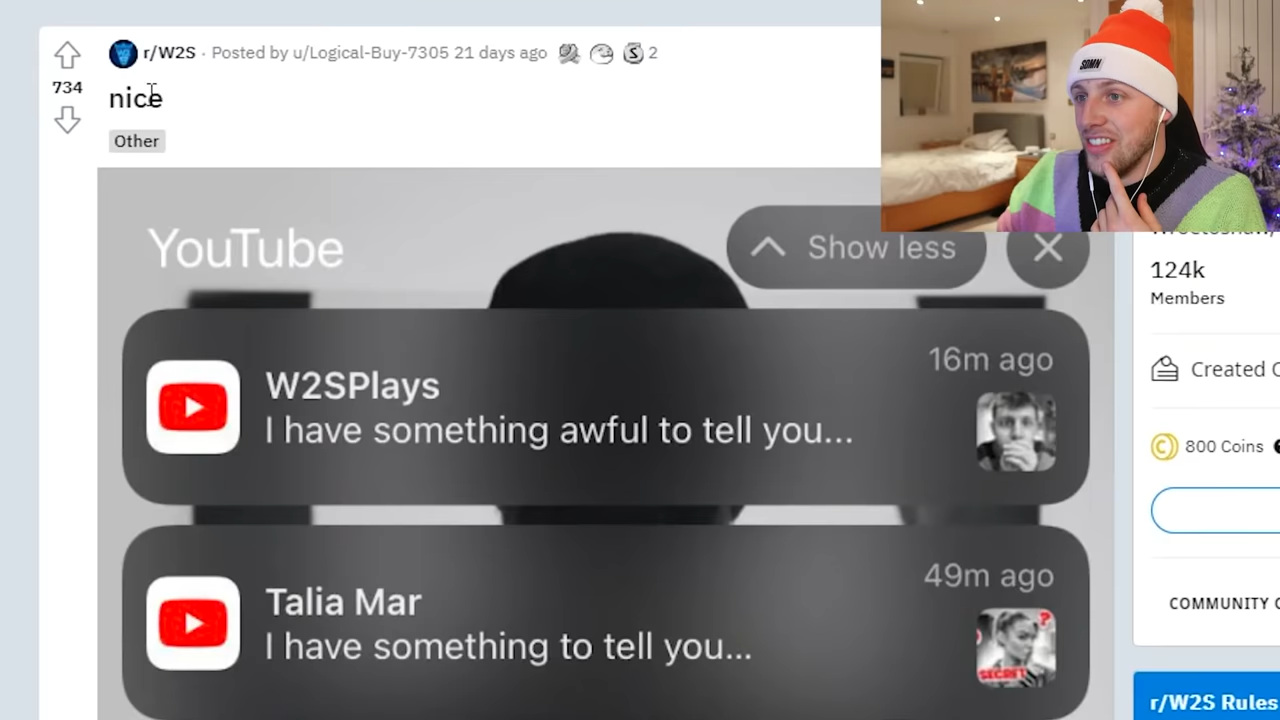 r/W2S · Posted by u/Logical-Buy-7305 21 days ago 2
734
nice
Other
SDMN
YouTube
Show less
W2SPlays
16m ago
I have something awful to tell you...
Talia Mar
49m ago
I have something to tell you...
?
SECRET
124k
Members
Created
800 Coins
COMMUNITY
r/W2S Rules